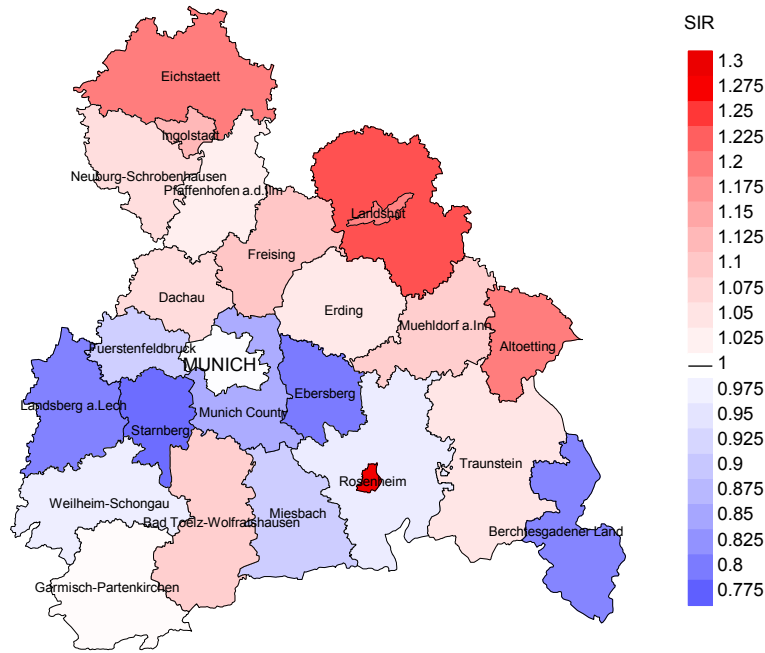 SIR
Eichstaett
Ingolstadt
Neuburg-Schrobenhausen
Pfaffenhofen a.d.Ilm
Landshut
Freising
Dachau
Erding
Muehldorf a.Inn
Altoetting
Fuerstenfeldbruck
MUNICH
Ebersberg
Landsberg a.Lech
Munich County
Starnberg
Traunstein
Rosenheim
Weilheim-Schongau
Miesbach
Bad Toelz-Wolfratshausen
Berchtesgadener Land
Garmisch-Partenkirchen
1.3
1.275
1.25
1.225
1.2
1.175
1.15
1.125
1.1
1.075
1.05
1.025
1
0.975
0.95
0.925
0.9
0.875
0.85
0.825
0.8
0.775